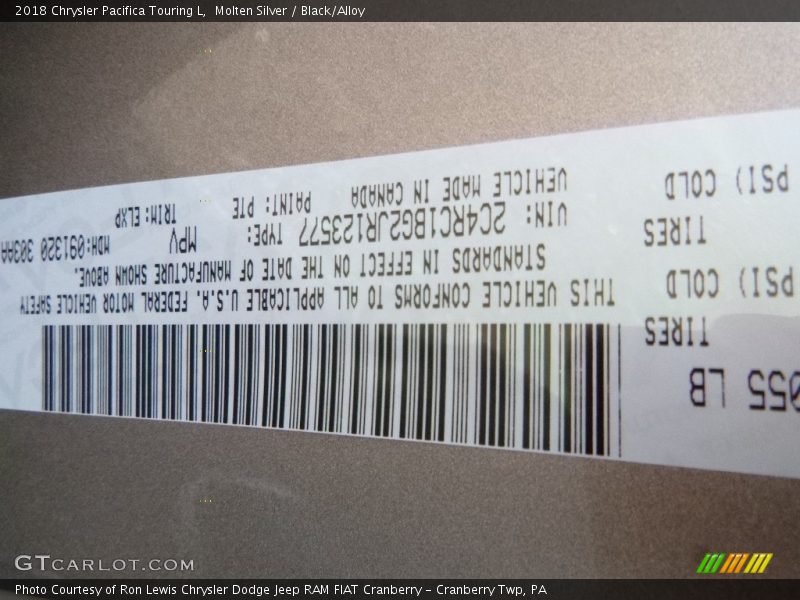 2018 Chrysler Pacifica Touring L, Molten Silver / Black/Alloy
055 LB
TIRES
PSI) COLD
TIRES
PSI) COLD
THIS VEHICLE CONFORMS TO ALL APPLICABLE U.S.A. FEDERAL MOTOR VEHICLE SAFETY
STANDARDS IN EFFECT ON THE DATE OF MANUFACTURE SHOWN ABOVE.
VIN: 2C4RC1BG2JR123577 TYPE: MPV MDH:091320 303AA
VEHICLE MADE IN CANADA PAINT: PTE TRIM: ELXP
GTCARLOT.COM
Photo Courtesy of Ron Lewis Chrysler Dodge Jeep RAM FIAT Cranberry - Cranberry Twp, PA